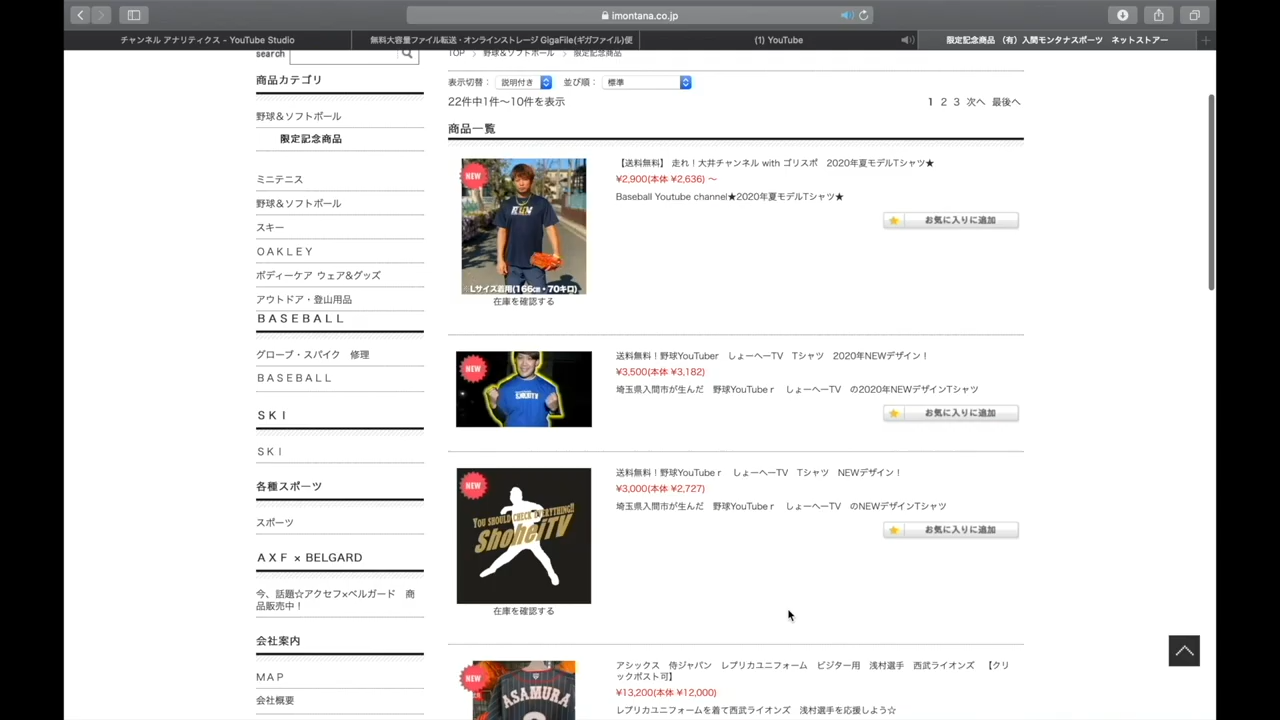 imontana.co.jp
チャンネル アナリティクス - YouTube Studio
無料大容量ファイル転送・オンラインストレージ GigaFile(ギガファイル)便
(1) YouTube
限定記念商品 （有）入間モンタナスポーツ ネットストアー
search
TOP > 野球&ソフトボール > 限定記念商品
商品カテゴリ
野球＆ソフトボール
限定記念商品
ミニテニス
野球＆ソフトボール
スキー
ＯＡＫＬＥＹ
ボディーケア ウェア&グッズ
アウトドア・登山用品
ＢＡＳＥＢＡＬＬ
グローブ・スパイク　修理
ＢＡＳＥＢＡＬＬ
ＳＫＩ
ＳＫＩ
各種スポーツ
スポーツ
ＡＸＦ × BELGARD
今、話題☆アクセフ×ベルガード　商
品販売中！
会社案内
ＭＡＰ
会社概要
表示切替： 説明付き 並び順： 標準
22件中1件〜10件を表示
1 2 3 次へ 最後へ
商品一覧
NEW
Lサイズ着用(166㎝・70キロ)
在庫を確認する
【送料無料】 走れ！大井チャンネル with ゴリスポ　2020年夏モデルTシャツ★
¥2,900(本体 ¥2,636) 〜
Baseball Youtube channel★2020年夏モデルTシャツ★
お気に入りに追加
NEW
送料無料！野球YouTuber　しょーへーTV　Tシャツ　2020年NEWデザイン！
¥3,500(本体 ¥3,182)
埼玉県入間市が生んだ　野球YouTubeｒ　しょーへーTV　の2020年NEWデザインTシャツ
お気に入りに追加
NEW
YOU SHOULD CHECK EVERYTHING!!
ShoheiTV
在庫を確認する
送料無料！野球YouTubeｒ　しょーへーTV　Tシャツ　NEWデザイン！
¥3,000(本体 ¥2,727)
埼玉県入間市が生んだ　野球YouTubeｒ　しょーへーTV　のNEWデザインTシャツ
お気に入りに追加
NEW
ASAMURA
アシックス　侍ジャパン　レプリカユニフォーム　ビジター用　浅村選手　西武ライオンズ　【クリ
ックポスト可】
¥13,200(本体 ¥12,000)
レプリカユニフォームを着て西武ライオンズ　浅村選手を応援しよう☆